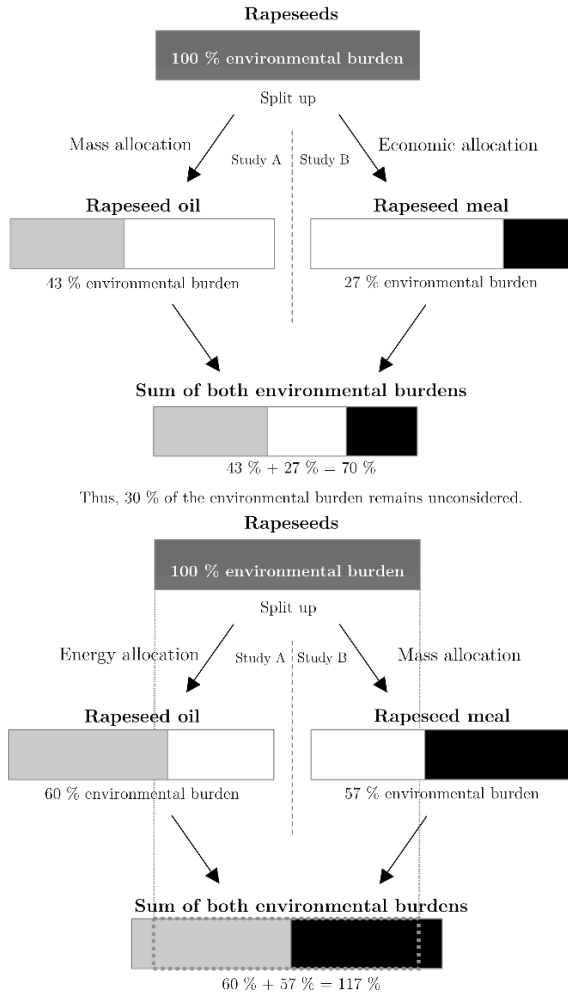 Rapeseeds
100 % environmental burden
Split up
Mass allocation
Economic allocation
Study A
Study B
Rapeseed oil
Rapeseed meal
43 % environmental burden
27 % environmental burden
Sum of both environmental burdens
43 % + 27 % = 70 %
Thus, 30 % of the environmental burden remains unconsidered.
Rapeseeds
100 % environmental burden
Split up
Energy allocation
Mass allocation
Study A
Study B
Rapeseed oil
Rapeseed meal
60 % environmental burden
57 % environmental burden
Sum of both environmental burdens
60 % + 57 % = 117 %